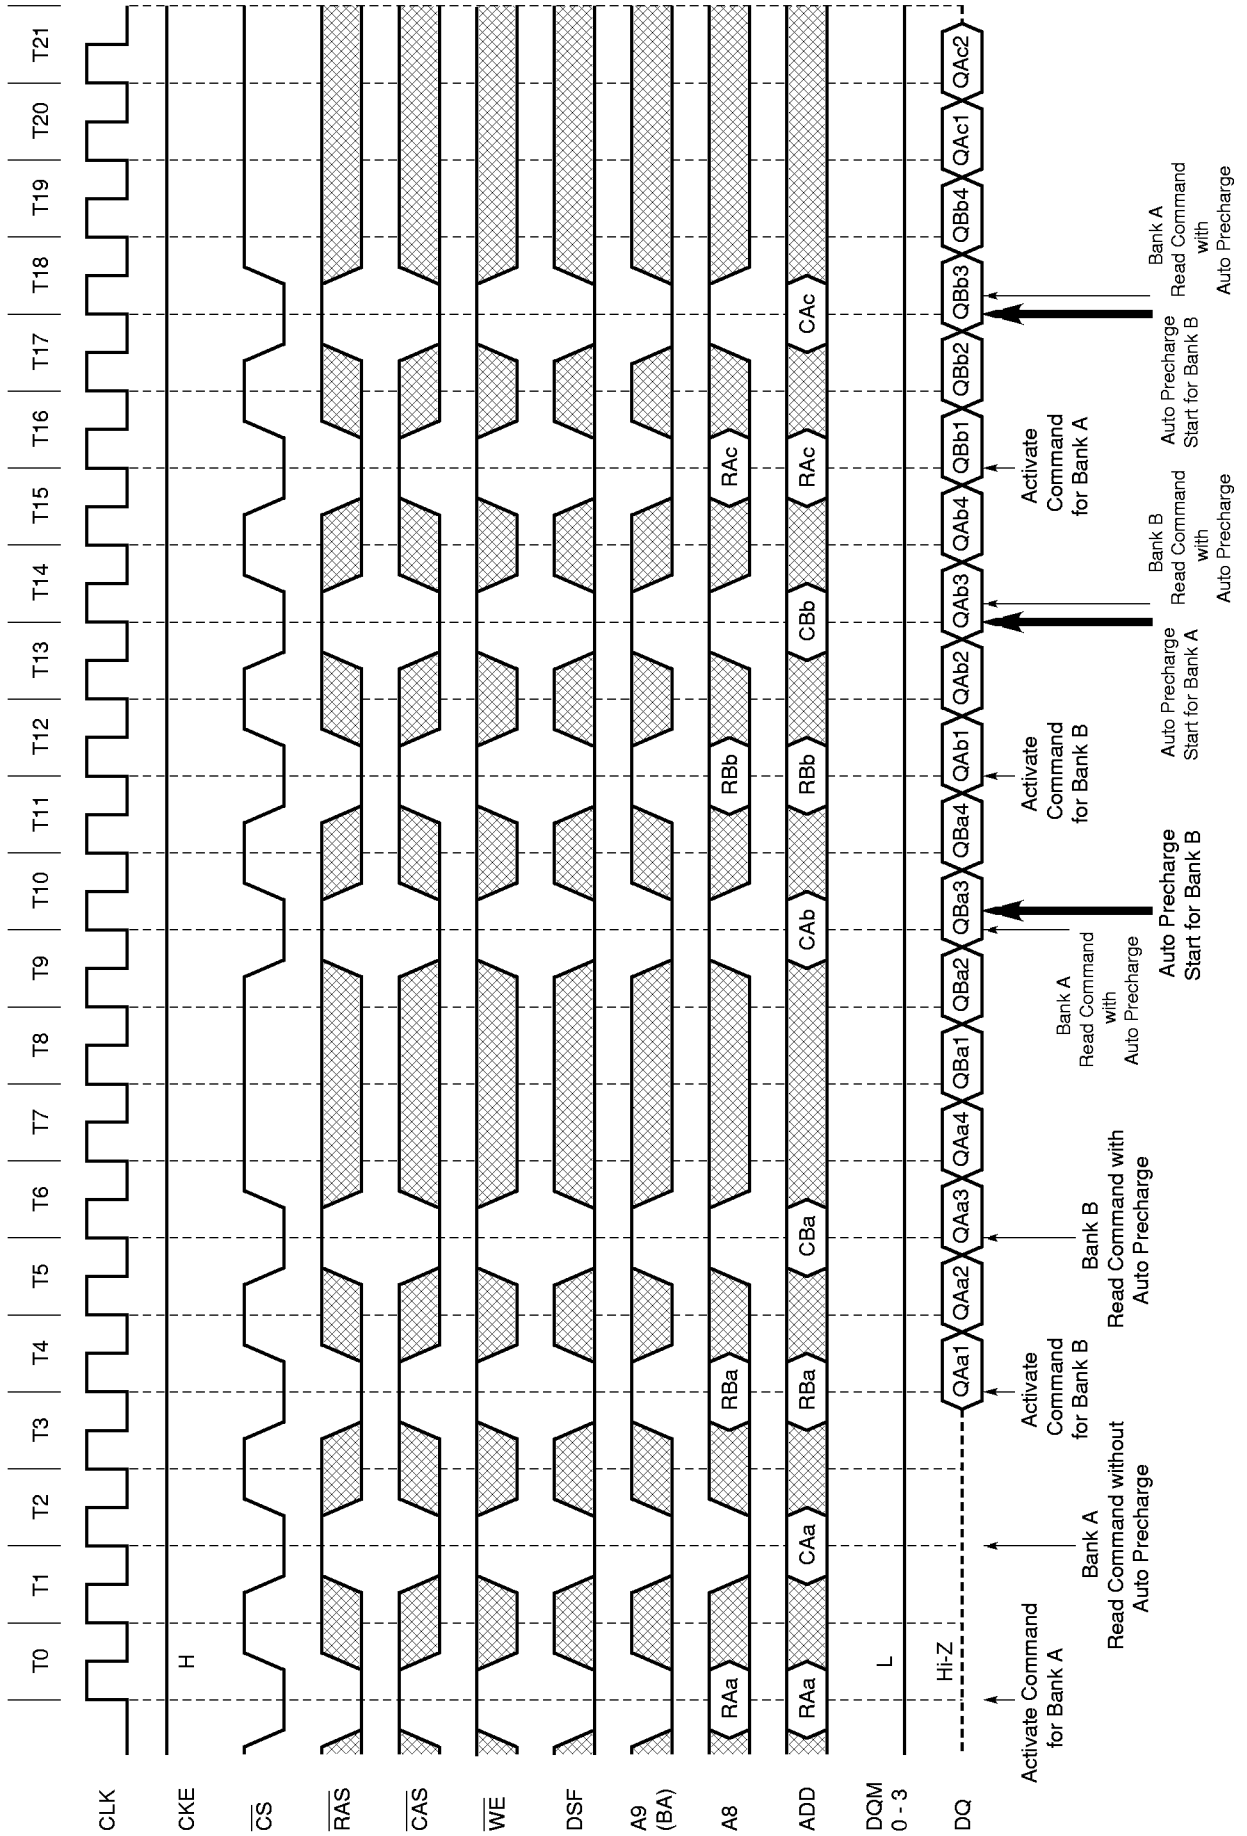 T0 T1 T2 T3 T4 T5 T6 T7 T8 T9 T10 T11 T12 T13 T14 T15 T16 T17 T18 T19 T20 T21
CLK
CKE H
CS
RAS
CAS
WE
DSF
A9
(BA)
A8 RAa RBa RBb RAc
ADD RAa CAa RBa CBa CAb RBb CBb RAc CAc
DQM
0 - 3
L
DQ Hi-Z QAa1 QAa2 QAa3 QAa4 QBa1 QBa2 QBa3 QBa4 QAb1 QAb2 QAb3 QAb4 QBb1 QBb2 QBb3 QBb4 QAc1 QAc2
Activate Command
for Bank A
Bank A
Read Command without
Auto Precharge
Activate
Command
for Bank B
Bank B
Read Command with
Auto Precharge
Bank A
Read Command
with
Auto Precharge
Auto Precharge
Start for Bank B
Activate
Command
for Bank B
Auto Precharge
Start for Bank A
Bank B
Read Command
with
Auto Precharge
Activate
Command
for Bank A
Auto Precharge
Start for Bank B
Bank A
Read Command
with
Auto Precharge